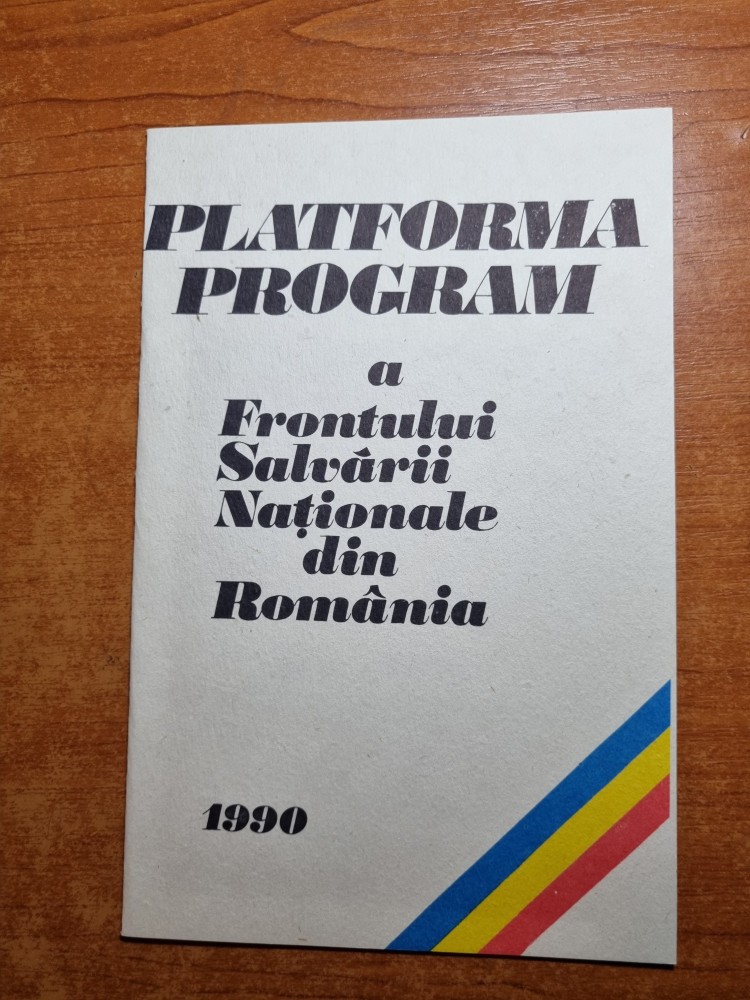 PLATFORMA
PROGRAM
a
Frontului
Salvării
Naționale
din
România
1990